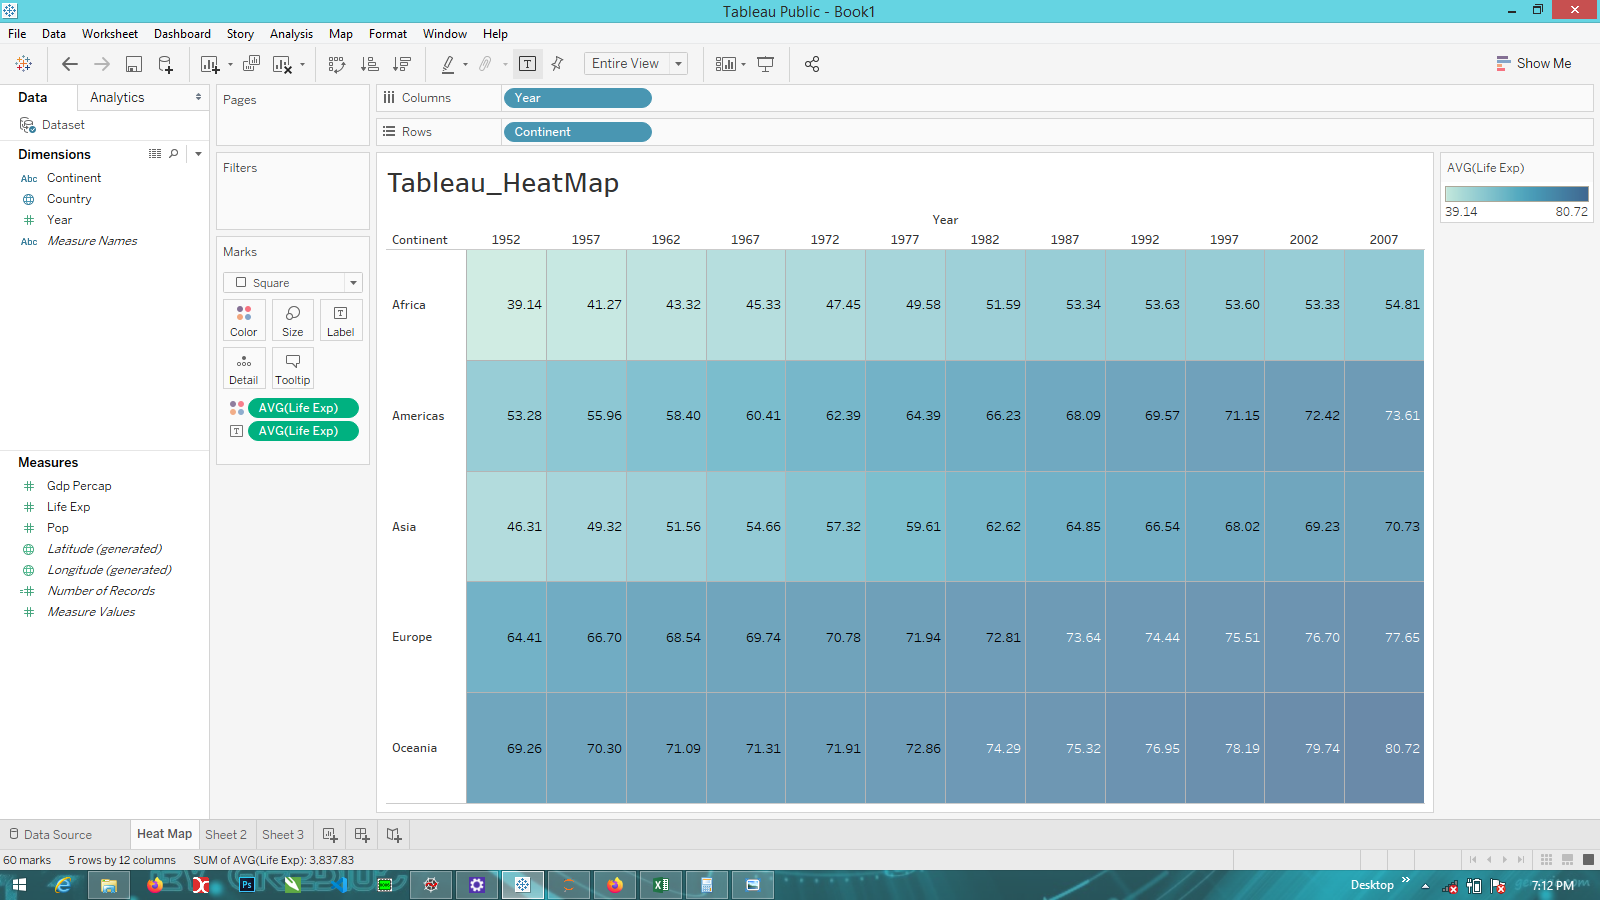 Tableau Public - Book1
File Data Worksheet Dashboard Story Analysis Map Format Window Help
Entire View
Show Me
Data Analytics
Pages
Columns Year
Dataset
Rows Continent
Dimensions
Filters
Abc Continent
Country
Year
Abc Measure Names
Marks
Square
Color Size Label
Detail Tooltip
AVG(Life Exp)
T AVG(Life Exp)
Measures
Gdp Percap
Life Exp
Pop
Latitude (generated)
Longitude (generated)
Number of Records
Measure Values
Tableau_HeatMap
Year
Continent 1952 1957 1962 1967 1972 1977 1982 1987 1992 1997 2002 2007
Africa 39.14 41.27 43.32 45.33 47.45 49.58 51.59 53.34 53.63 53.60 53.33 54.81
Americas 53.28 55.96 58.40 60.41 62.39 64.39 66.23 68.09 69.57 71.15 72.42 73.61
Asia 46.31 49.32 51.56 54.66 57.32 59.61 62.62 64.85 66.54 68.02 69.23 70.73
Europe 64.41 66.70 68.54 69.74 70.78 71.94 72.81 73.64 74.44 75.51 76.70 77.65
Oceania 69.26 70.30 71.09 71.31 71.91 72.86 74.29 75.32 76.95 78.19 79.74 80.72
AVG(Life Exp)
39.14 80.72
Data Source Heat Map Sheet 2 Sheet 3
60 marks 5 rows by 12 columns SUM of AVG(Life Exp): 3,837.83
Ps
Desktop
7:12 PM